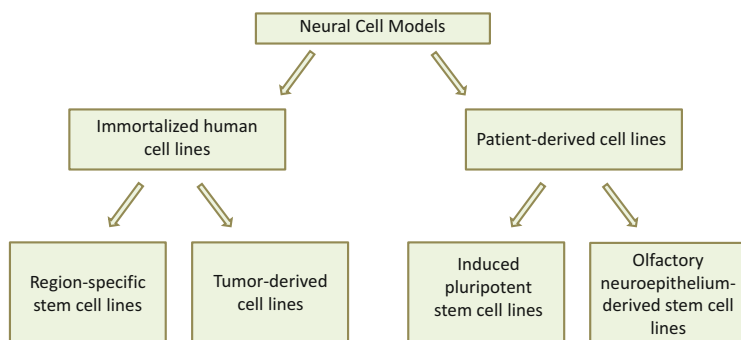 Neural Cell Models
Immortalized human
cell lines
Patient-derived cell lines
Region-specific
stem cell lines
Tumor-derived
cell lines
Induced
pluripotent
stem cell lines
Olfactory
neuroepithelium-
derived stem cell
lines